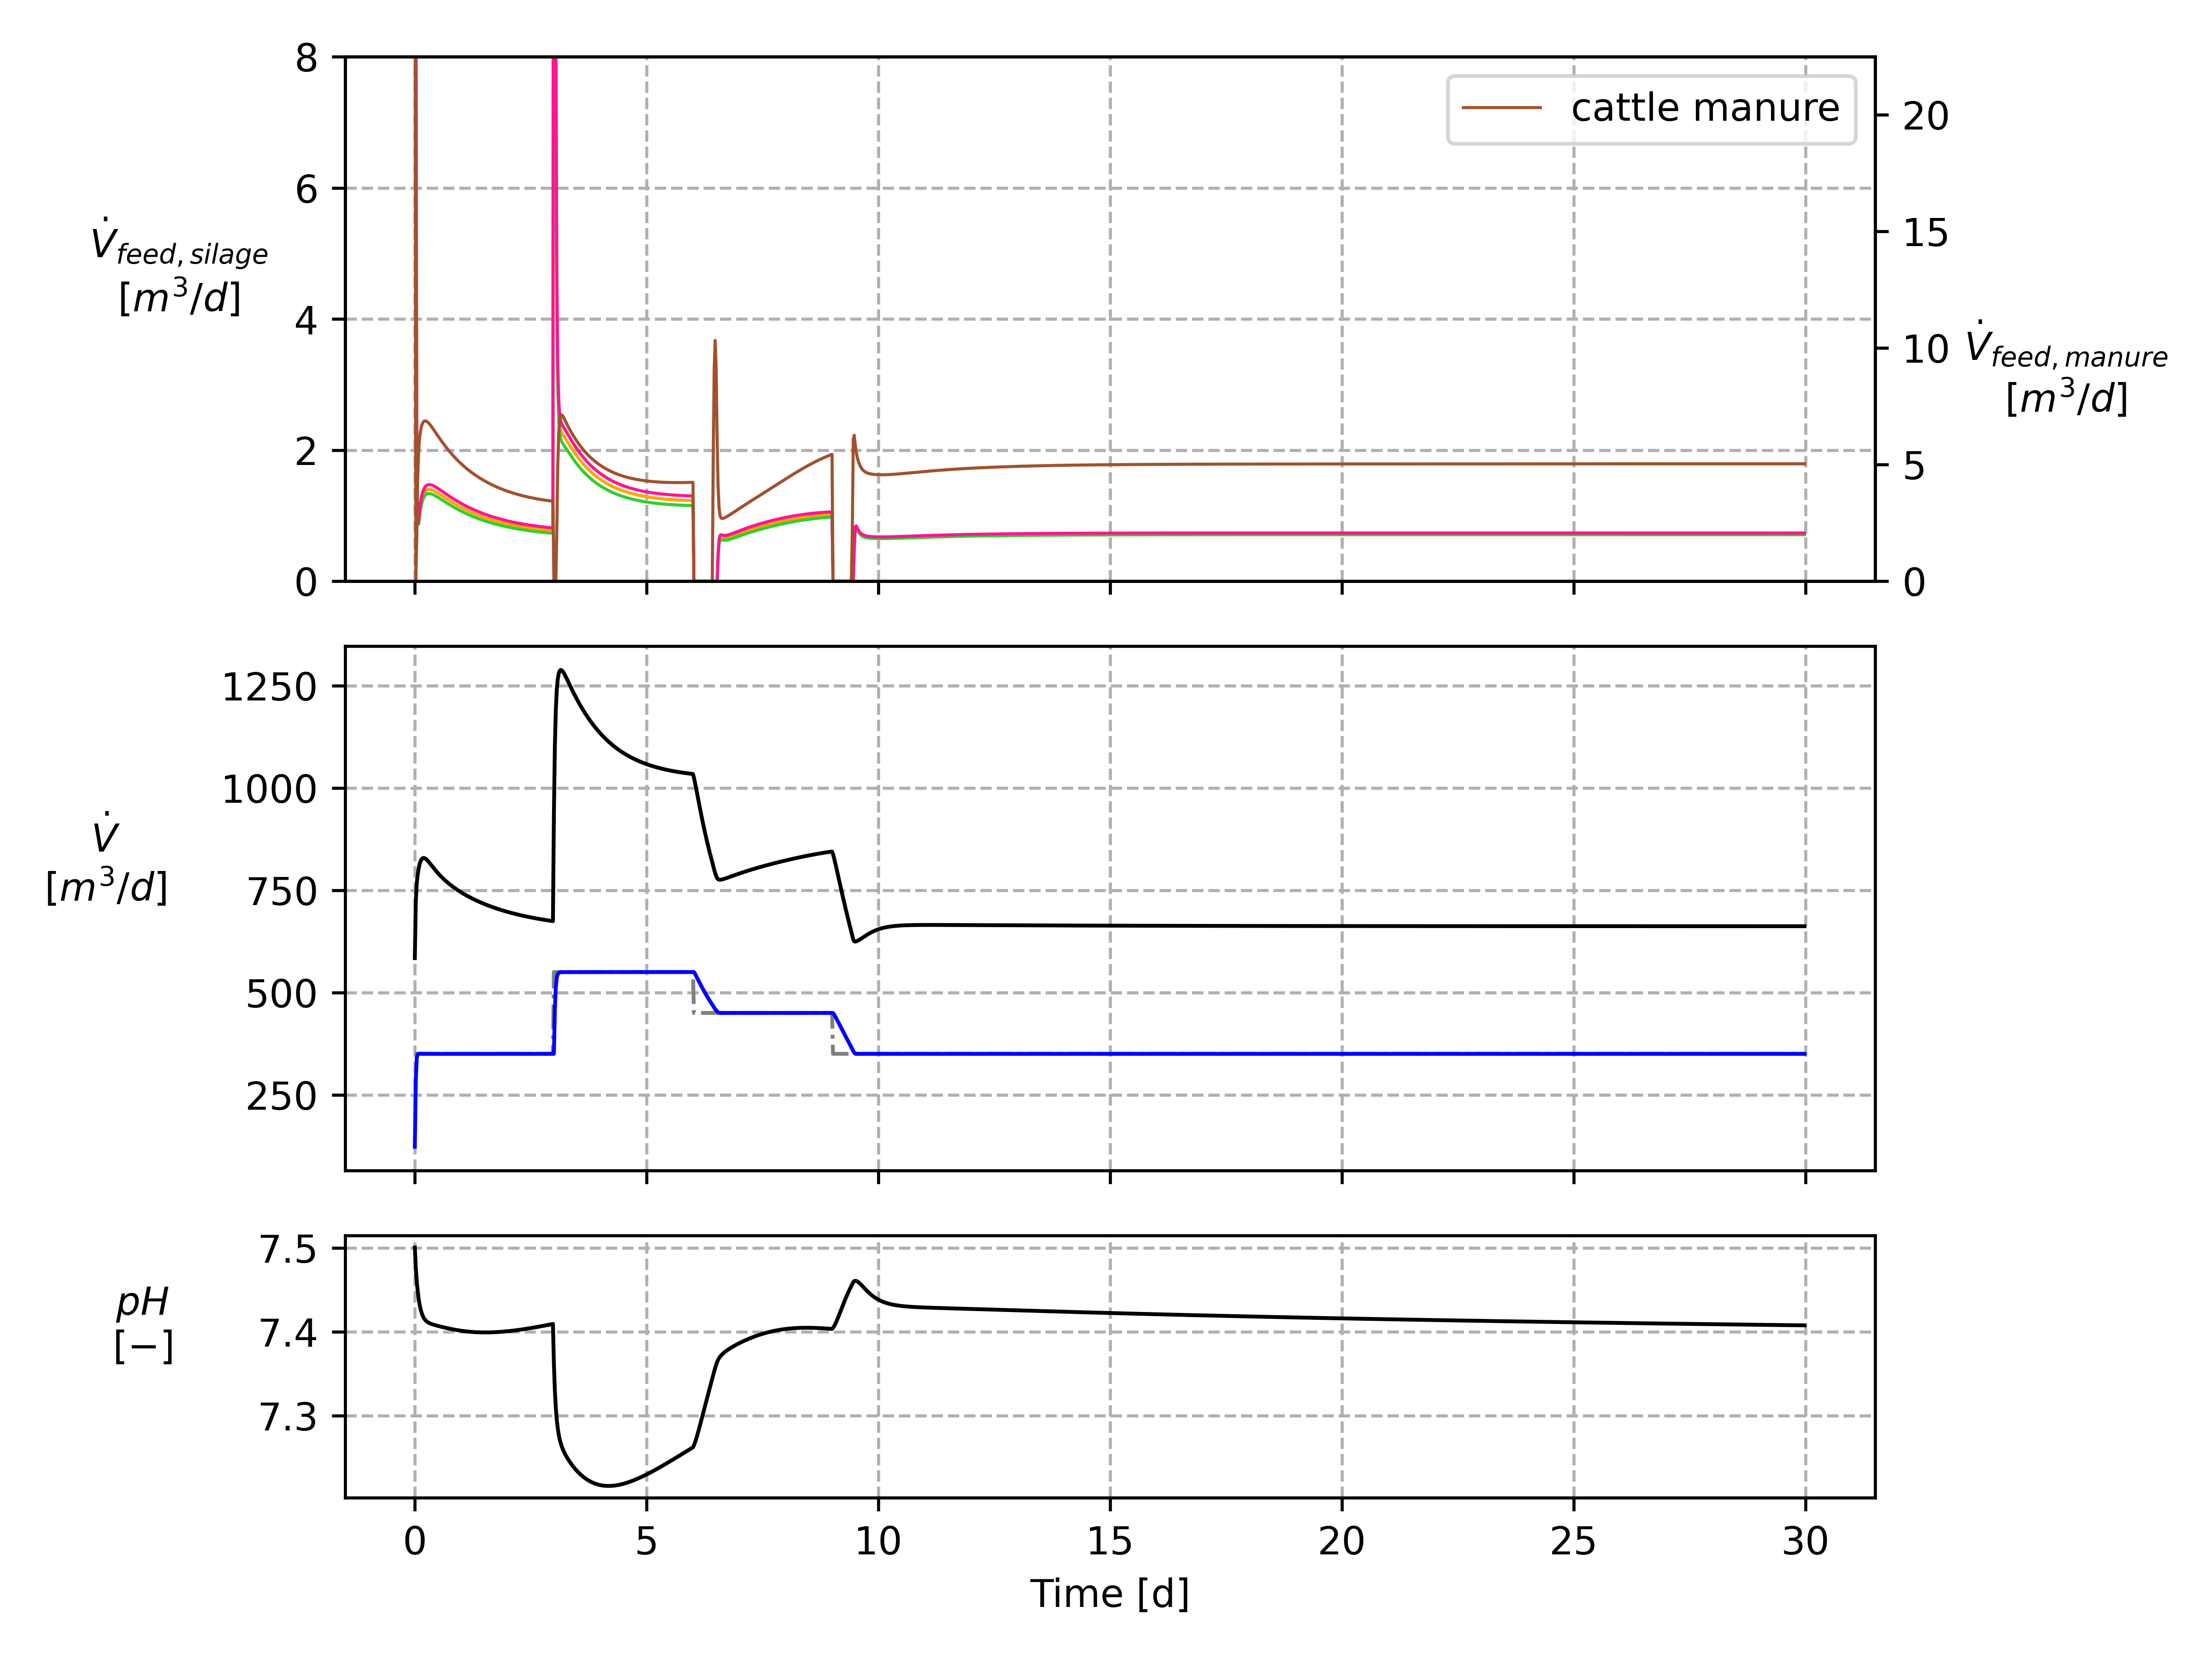 8
6
4
2
0
V̇feed, silage
[m³/d]
cattle manure
20
15
10
5
0
V̇feed, manure
[m³/d]
1250
1000
750
500
250
V̇
[m³/d]
7.5
7.4
7.3
pH
[−]
0 5 10 15 20 25 30
Time [d]